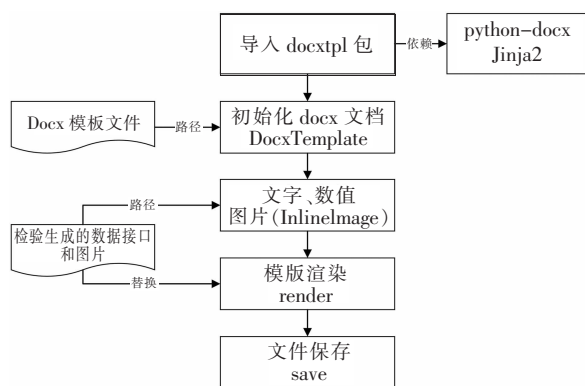 导入 docxtpl 包
依赖
python-docx
Jinja2
Docx 模板文件
路径
初始化 docx 文档
DocxTemplate
路径
文字、数值
图片(InlineImage)
检验生成的数据接口
和图片
替换
模版渲染
render
文件保存
save